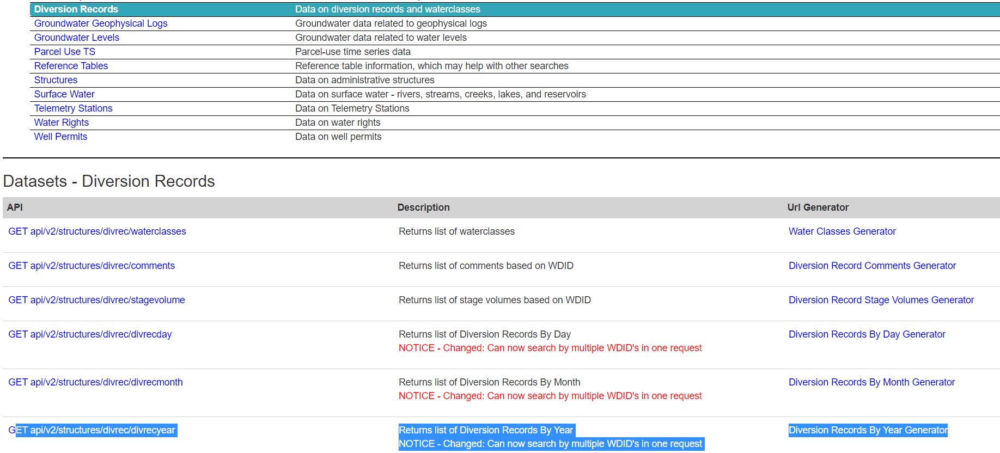 Diversion Records Data on diversion records and waterclasses
Groundwater Geophysical Logs Groundwater data related to geophysical logs
Groundwater Levels Groundwater data related to water levels
Parcel Use TS Parcel-use time series data
Reference Tables Reference table information, which may help with other searches
Structures Data on administrative structures
Surface Water Data on surface water - rivers, streams, creeks, lakes, and reservoirs
Telemetry Stations Data on Telemetry Stations
Water Rights Data on water rights
Well Permits Data on well permits
Datasets - Diversion Records
API Description Url Generator
GET api/v2/structures/divrec/waterclasses Returns list of waterclasses Water Classes Generator
GET api/v2/structures/divrec/comments Returns list of comments based on WDID Diversion Record Comments Generator
GET api/v2/structures/divrec/stagevolume Returns list of stage volumes based on WDID Diversion Record Stage Volumes Generator
GET api/v2/structures/divrec/divrecday Returns list of Diversion Records By Day Diversion Records By Day Generator
NOTICE - Changed: Can now search by multiple WDID's in one request
GET api/v2/structures/divrec/divrecmonth Returns list of Diversion Records By Month Diversion Records By Month Generator
NOTICE - Changed: Can now search by multiple WDID's in one request
GET api/v2/structures/divrec/divrecyear Returns list of Diversion Records By Year Diversion Records By Year Generator
NOTICE - Changed: Can now search by multiple WDID's in one request